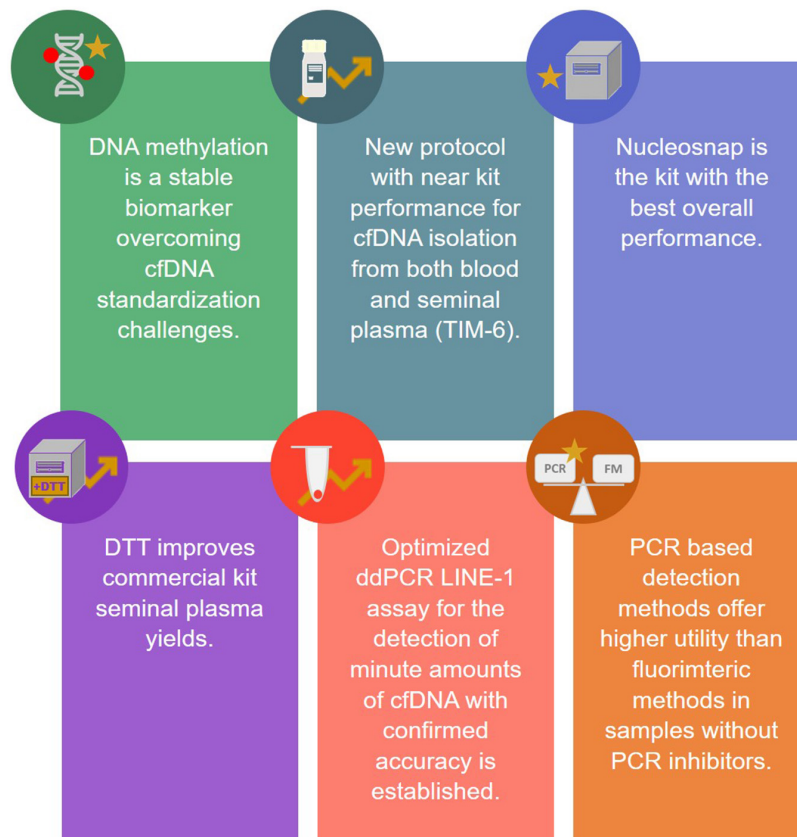 DNA methylation
is a stable
biomarker
overcoming
cfDNA
standardization
challenges.
New protocol
with near kit
performance for
cfDNA isolation
from both blood
and seminal
plasma (TIM-6).
Nucleosnap is
the kit with the
best overall
performance.
+DTT
DTT improves
commercial kit
seminal plasma
yields.
Optimized
ddPCR LINE-1
assay for the
detection of
minute amounts
of cfDNA with
confirmed
accuracy is
established.
PCR
FM
PCR based
detection
methods offer
higher utility than
fluorimteric
methods in
samples without
PCR inhibitors.